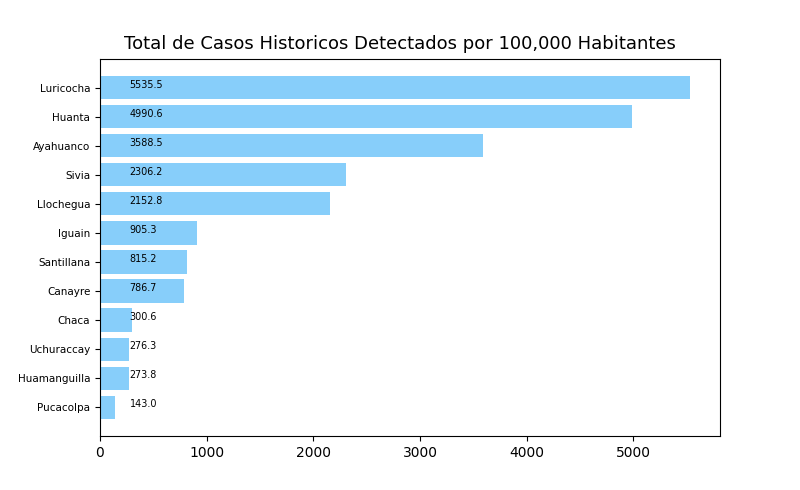 Total de Casos Historicos Detectados por 100,000 Habitantes
Luricocha 5535.5
Huanta 4990.6
Ayahuanco 3588.5
Sivia 2306.2
Llochegua 2152.8
Iguain 905.3
Santillana 815.2
Canayre 786.7
Chaca 300.6
Uchuraccay 276.3
Huamanguilla 273.8
Pucacolpa 143.0
0 1000 2000 3000 4000 5000